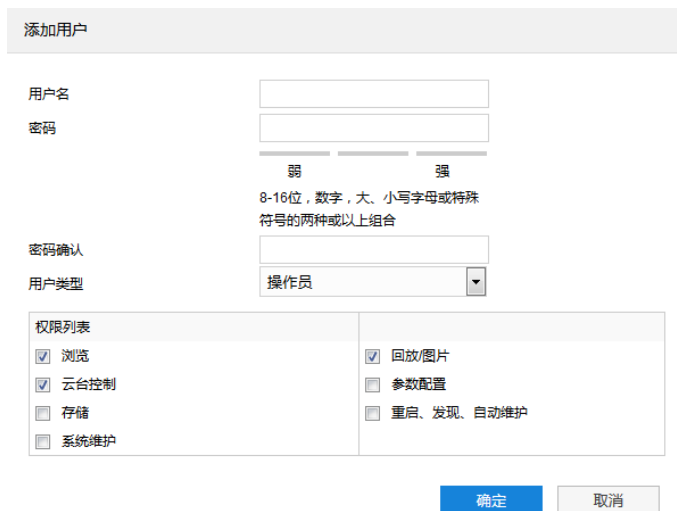 添加用户
用户名
密码
弱 强
8-16位，数字，大、小写字母或特殊
符号的两种或以上组合
密码确认
用户类型 操作员
权限列表
浏览 回放/图片
云台控制 参数配置
存储 重启、发现、自动维护
系统维护
确定 取消